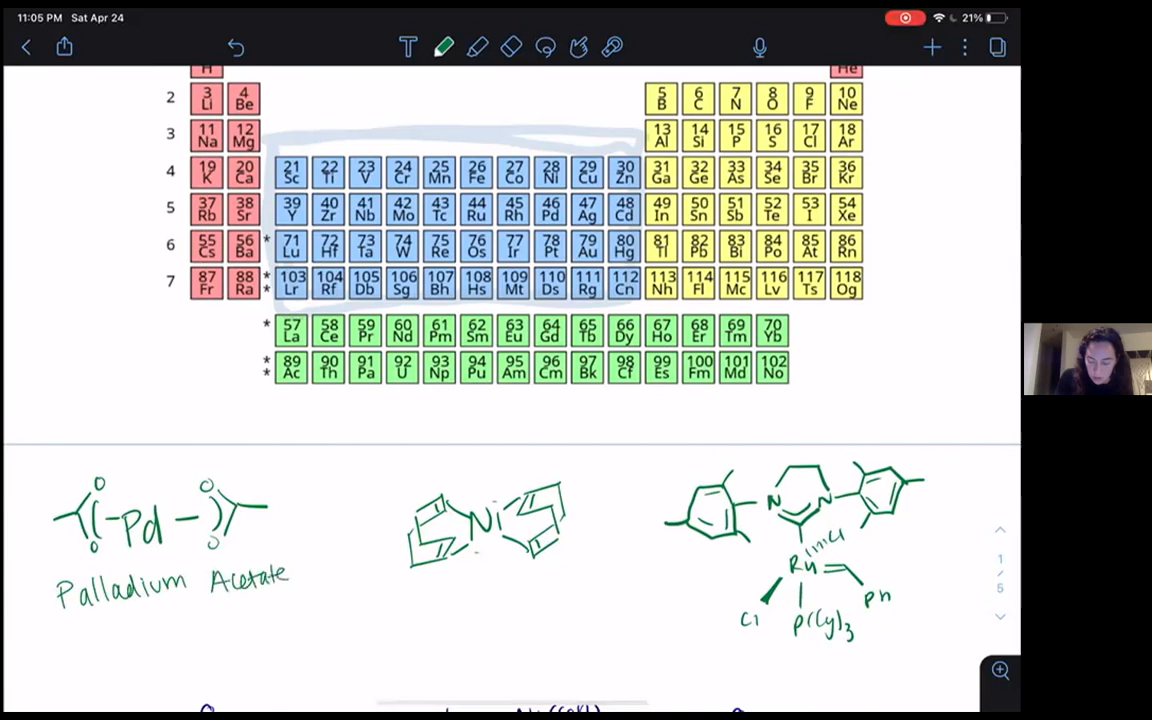 11:05 PM Sat Apr 24 21%
H He
2 3 Li 4 Be 5 B 6 C 7 N 8 O 9 F 10 Ne
3 11 Na 12 Mg 13 Al 14 Si 15 P 16 S 17 Cl 18 Ar
4 19 K 20 Ca 21 Sc 22 Ti 23 V 24 Cr 25 Mn 26 Fe 27 Co 28 Ni 29 Cu 30 Zn 31 Ga 32 Ge 33 As 34 Se 35 Br 36 Kr
5 37 Rb 38 Sr 39 Y 40 Zr 41 Nb 42 Mo 43 Tc 44 Ru 45 Rh 46 Pd 47 Ag 48 Cd 49 In 50 Sn 51 Sb 52 Te 53 I 54 Xe
6 55 Cs 56 Ba * 71 Lu 72 Hf 73 Ta 74 W 75 Re 76 Os 77 Ir 78 Pt 79 Au 80 Hg 81 Tl 82 Pb 83 Bi 84 Po 85 At 86 Rn
7 87 Fr 88 Ra * * 103 Lr 104 Rf 105 Db 106 Sg 107 Bh 108 Hs 109 Mt 110 Ds 111 Rg 112 Cn 113 Nh 114 Fl 115 Mc 116 Lv 117 Ts 118 Og
* 57 La 58 Ce 59 Pr 60 Nd 61 Pm 62 Sm 63 Eu 64 Gd 65 Tb 66 Dy 67 Ho 68 Er 69 Tm 70 Yb
* * 89 Ac 90 Th 91 Pa 92 U 93 Np 94 Pu 95 Am 96 Cm 97 Bk 98 Cf 99 Es 100 Fm 101 Md 102 No
O O N N
Pd Ni
O O Cl
Ru
Palladium Acetate
Ph
Cl P(Cy)3
1 / 5